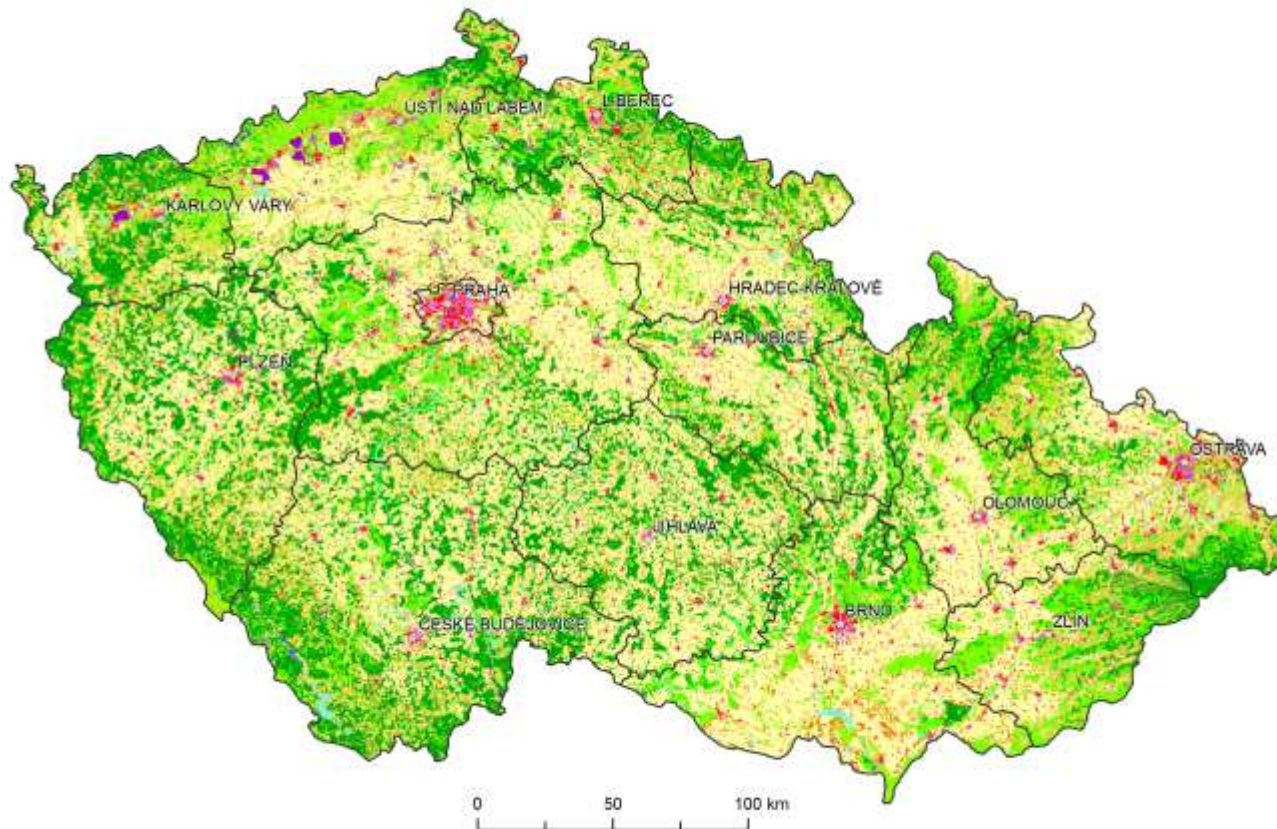 LIBEREC
ÚSTÍ NAD LABEM
KARLOVY VARY
PRAHA
HRADEC KRÁLOVÉ
PARDUBICE
PLZEŇ
OSTRAVA
OLOMOUC
JIHLAVA
BRNO
ZLÍN
ČESKÉ BUDĚJOVICE
0 50 100 km